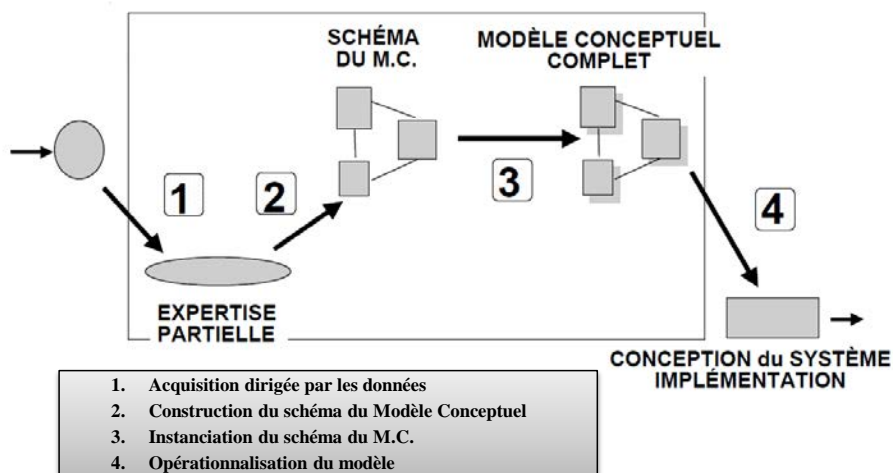 SCHÉMA
DU M.C.
MODÈLE CONCEPTUEL
COMPLET
1
2
3
4
EXPERTISE
PARTIELLE
CONCEPTION du SYSTÈME
IMPLÉMENTATION
1. Acquisition dirigée par les données
2. Construction du schéma du Modèle Conceptuel
3. Instanciation du schéma du M.C.
4. Opérationnalisation du modèle